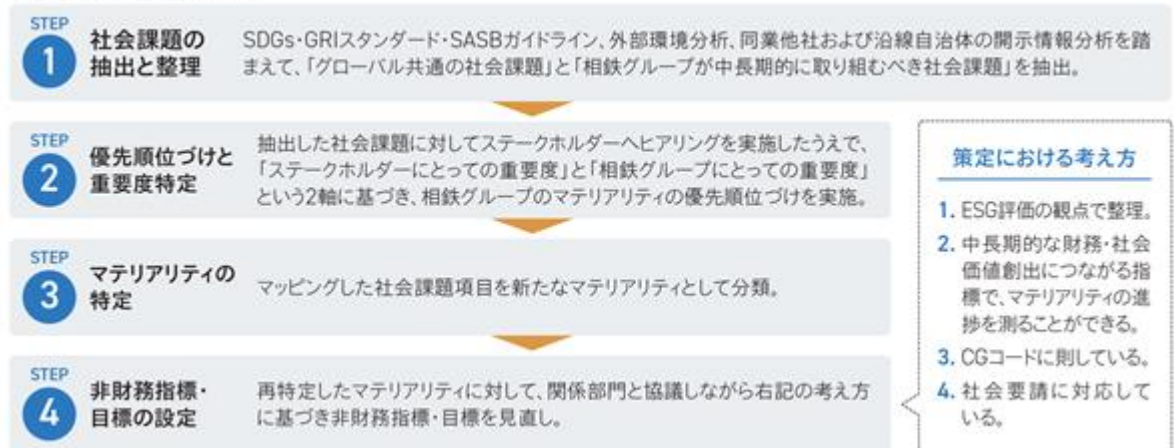 STEP
1
社会課題の
抽出と整理
SDGs・GRIスタンダード・SASBガイドライン、外部環境分析、同業他社および沿線自治体の開示情報分析を踏
まえて、「グローバル共通の社会課題」と「相鉄グループが中長期的に取り組むべき社会課題」を抽出。
STEP
2
優先順位づけと
重要度特定
抽出した社会課題に対してステークホルダーへヒアリングを実施したうえで、
「ステークホルダーにとっての重要度」と「相鉄グループにとっての重要度」
という2軸に基づき、相鉄グループのマテリアリティの優先順位づけを実施。
STEP
3
マテリアリティの
特定
マッピングした社会課題項目を新たなマテリアリティとして分類。
STEP
4
非財務指標・
目標の設定
再特定したマテリアリティに対して、関係部門と協議しながら右記の考え方
に基づき非財務指標・目標を見直し。
策定における考え方
1. ESG評価の観点で整理。
2. 中長期的な財務・社会
価値創出につながる指
標で、マテリアリティの進
捗を測ることができる。
3. CGコードに則している。
4. 社会要請に対応して
いる。